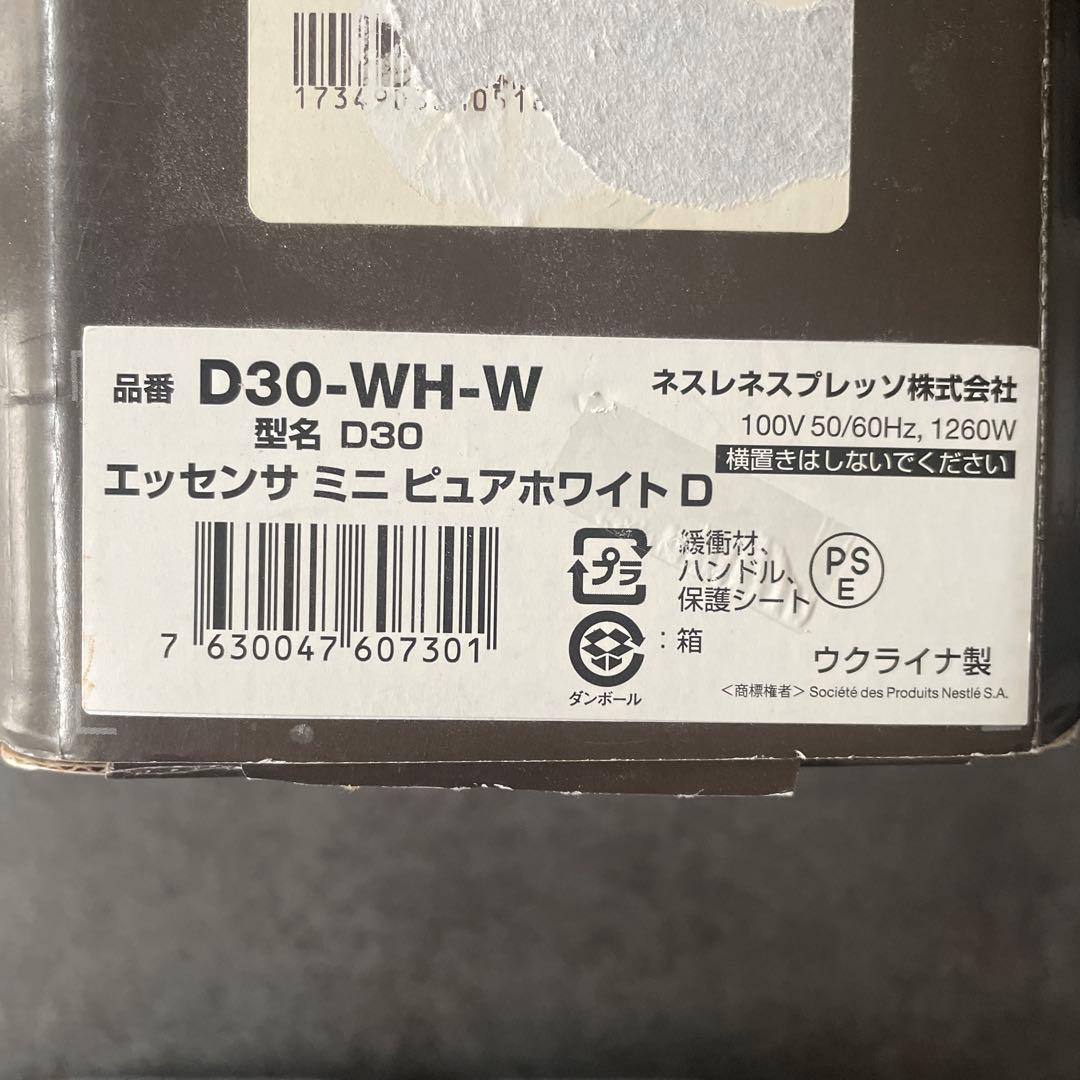 品番 D30-WH-W
型名 D30
エッセンサ ミニ ピュアホワイト D
ネスレネスプレッソ株式会社
100V 50/60Hz, 1260W
横置きはしないでください
7 630047 607301
プラ
緩衝材、
ハンドル、
保護シート
PS
E
ダンボール
：箱
ウクライナ製
＜商標権者＞ Société des Produits Nestlé S.A.